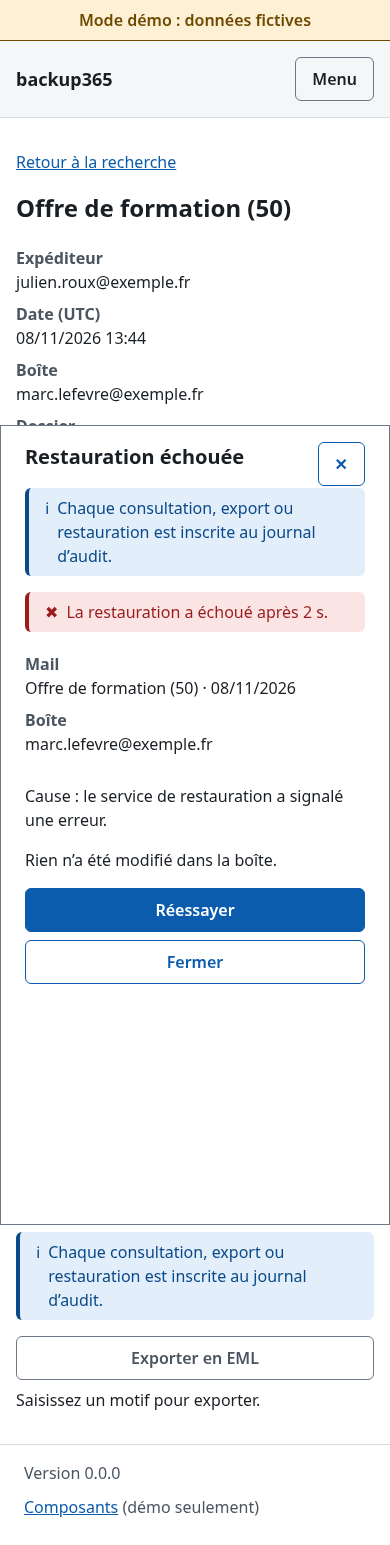 Mode démo : données fictives
backup365
Menu
Retour à la recherche
Offre de formation (50)
Expéditeur
julien.roux@exemple.fr
Date (UTC)
08/11/2026 13:44
Boîte
marc.lefevre@exemple.fr
Dossier
Restauration échouée
×
i Chaque consultation, export ou
restauration est inscrite au journal
d’audit.
✖ La restauration a échoué après 2 s.
Mail
Offre de formation (50) · 08/11/2026
Boîte
marc.lefevre@exemple.fr
Cause : le service de restauration a signalé
une erreur.
Rien n’a été modifié dans la boîte.
Réessayer
Fermer
i Chaque consultation, export ou
restauration est inscrite au journal
d’audit.
Exporter en EML
Saisissez un motif pour exporter.
Version 0.0.0
Composants (démo seulement)